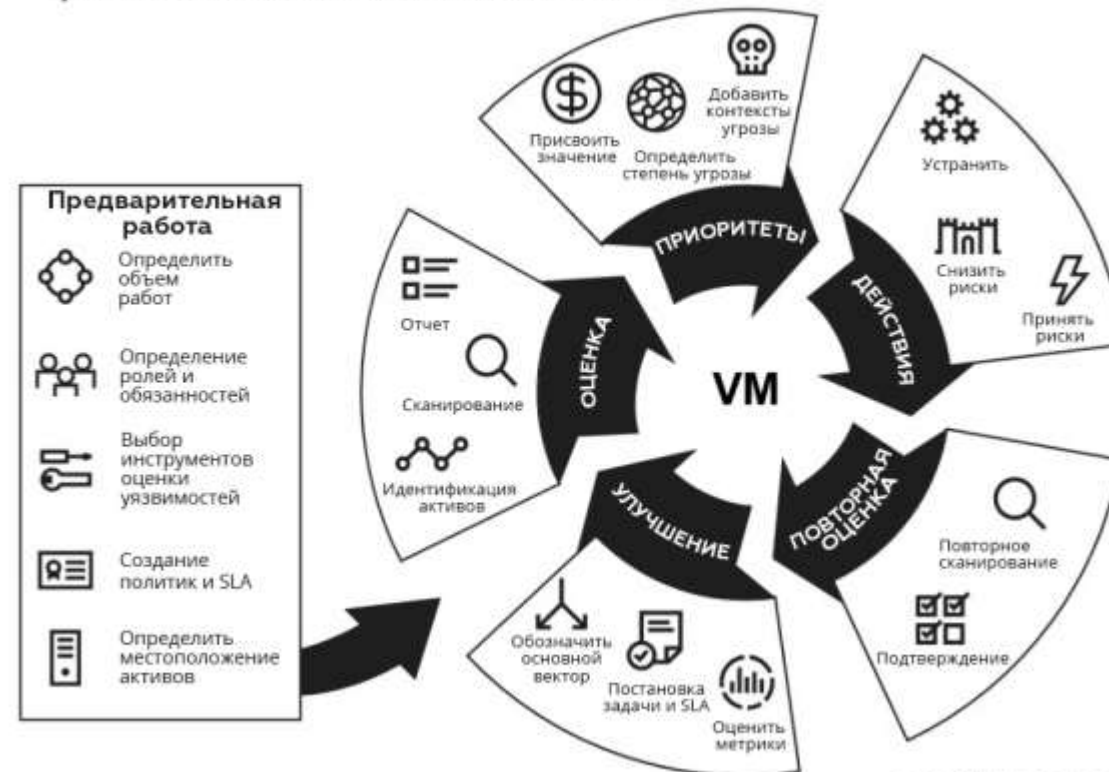 Предварительная
работа
Определить
объем
работ
Определение
ролей и
обязанностей
Выбор
инструментов
оценки
уязвимостей
Создание
политик и SLA
Определить
местоположение
активов
ОЦЕНКА
Отчет
Сканирование
Идентификация
активов
ПРИОРИТЕТЫ
Присвоить
значение
Определить
степень угрозы
Добавить
контексты
угрозы
ДЕЙСТВИЯ
Устранить
Снизить
риски
Принять
риски
ПОВТОРНАЯ
ОЦЕНКА
Повторное
сканирование
Подтверждение
УЛУЧШЕНИЕ
Обозначить
основной
вектор
Постановка
задачи и SLA
Оценить
метрики
VM